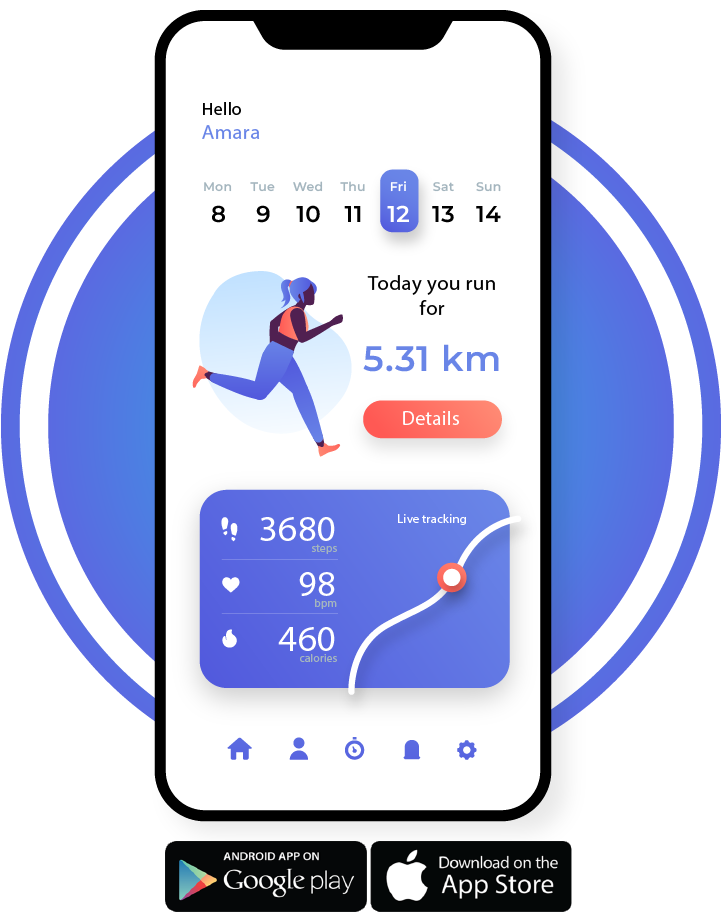 Hello
Amara
Mon Tue Wed Thu Fri Sat Sun
8 9 10 11 12 13 14
Today you run
for
5.31 km
Details
Live tracking
3680
steps
98
bpm
460
calories
ANDROID APP ON
Google play
Download on the
App Store